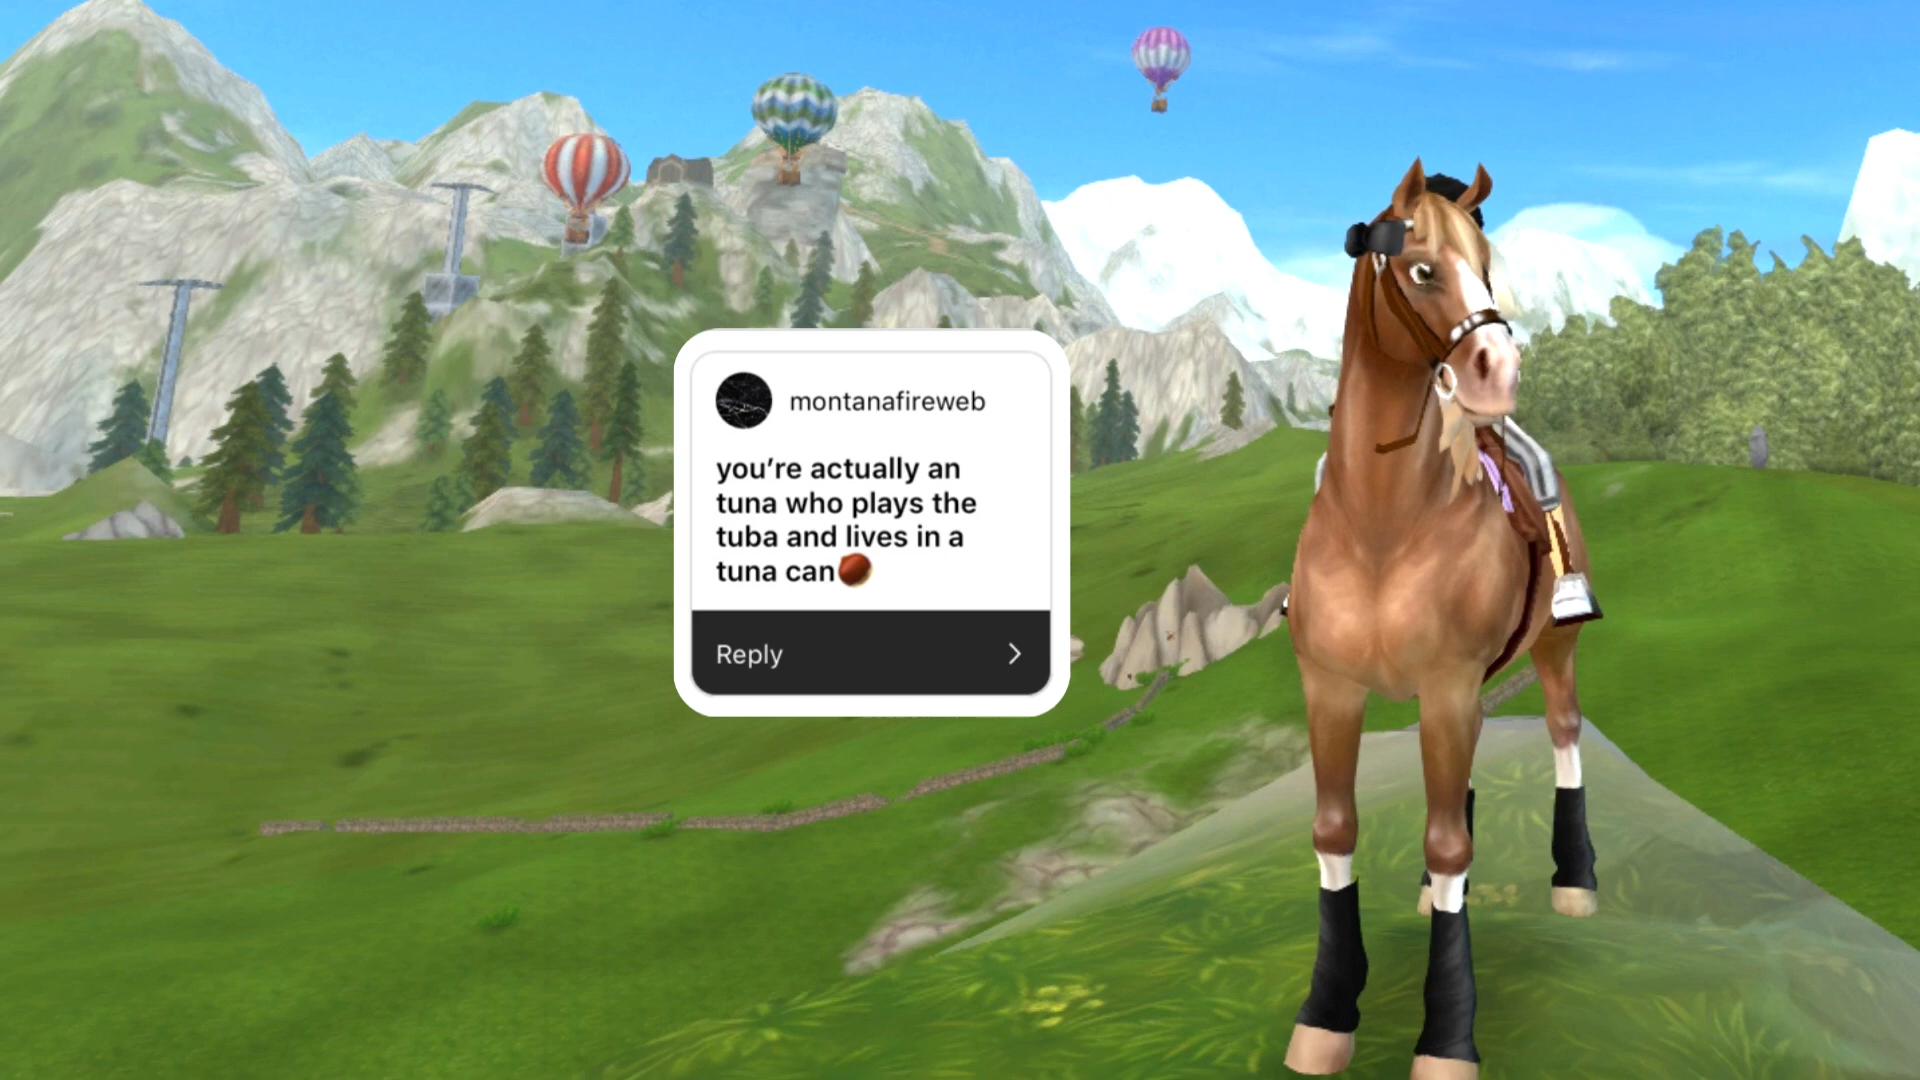 montanafireweb
you’re actually an
tuna who plays the
tuba and lives in a
tuna can🌰
Reply